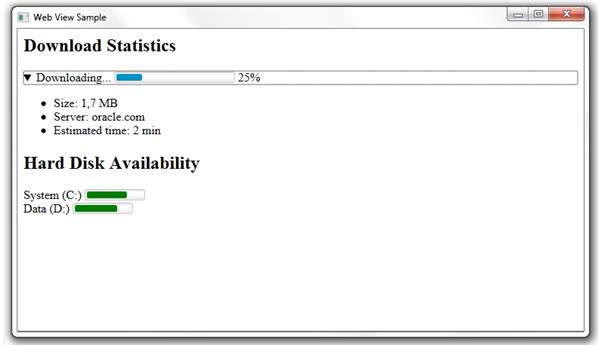 Web View Sample
Download Statistics
Downloading... 25%
Size: 1,7 MB
Server: oracle.com
Estimated time: 2 min
Hard Disk Availability
System (C:)
Data (D:)